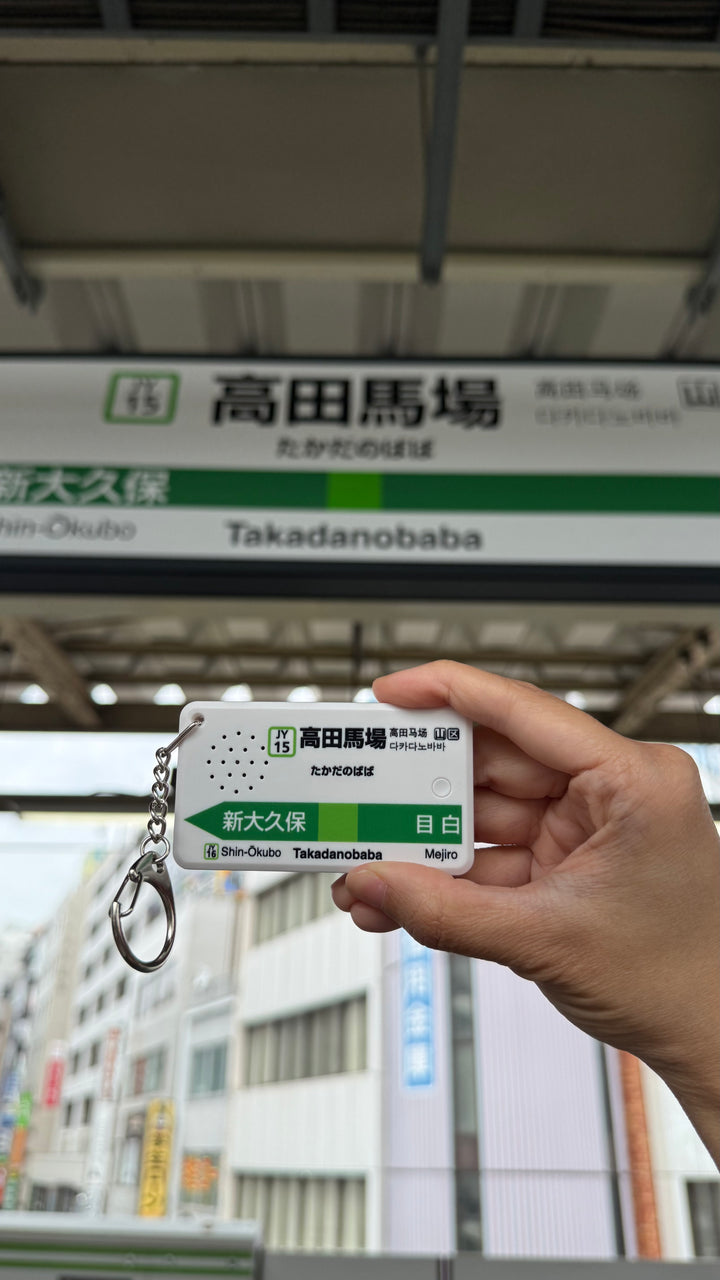 JY
15
高田馬場
高田马场
다카다노바바
山
たかだのばば
新大久保
hin-Ōkubo
Takadanobaba
JY
15
高田馬場
高田马场
다카다노바바
山区
たかだのばば
新大久保
目白
JY
16
Shin-Ōkubo
Takadanobaba
Mejiro